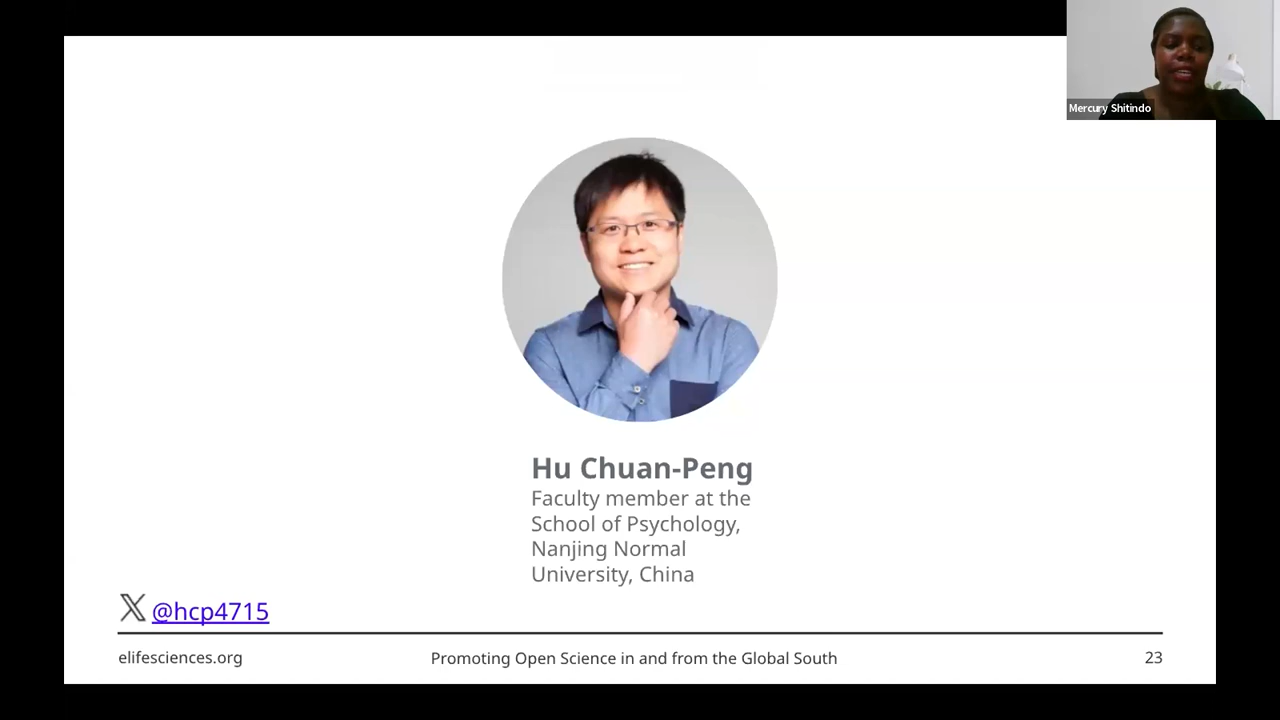 Mercury Shitindo
Hu Chuan-Peng
Faculty member at the
School of Psychology,
Nanjing Normal
University, China
@hcp4715
elifesciences.org
Promoting Open Science in and from the Global South
23